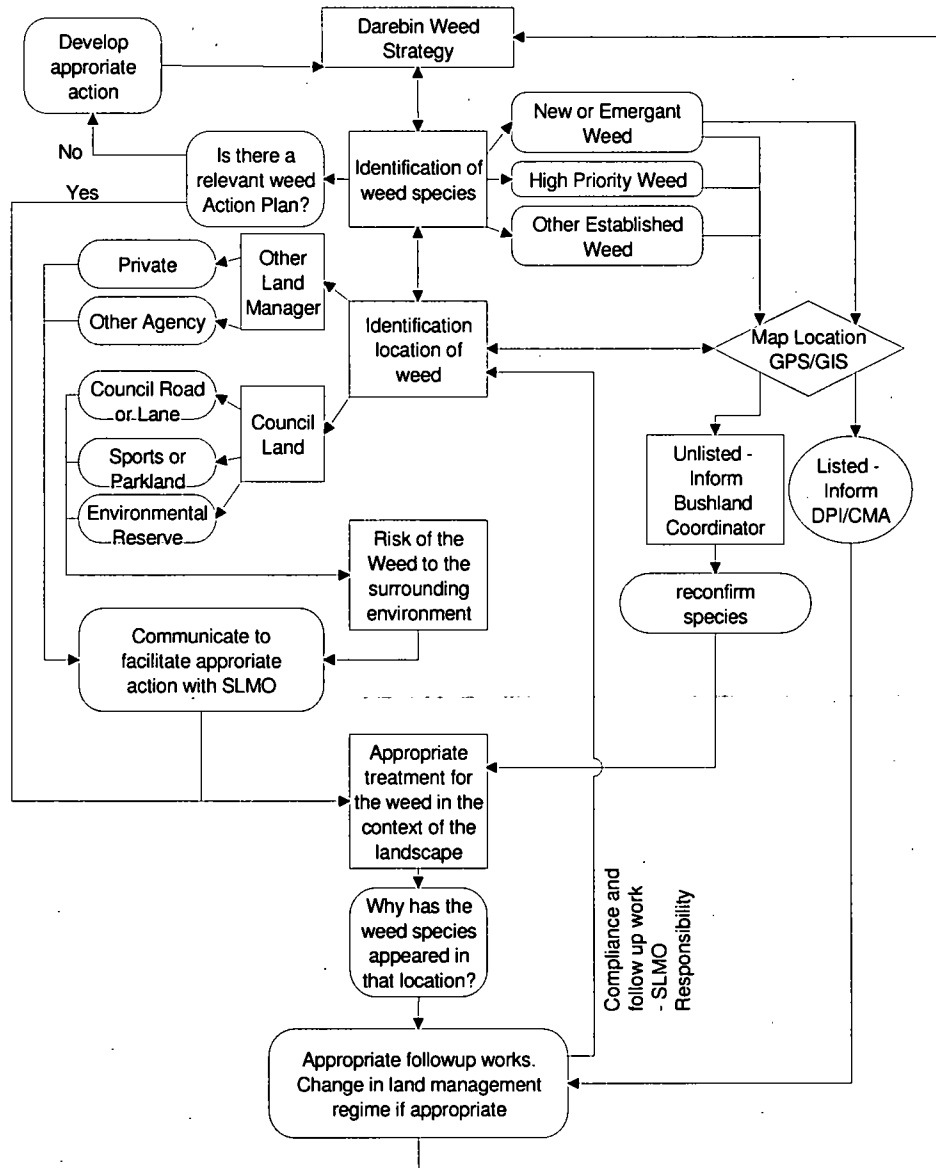 Darebin Weed
Strategy
Develop
approriate
action
No
Yes
Is there a
relevant weed
Action Plan?
Identification of
weed species
New or Emergant
Weed
High Priority Weed
Other Established
Weed
Private
Other Agency
Other
Land
Manager
Identification
location of
weed
Map Location
GPS/GIS
Council Road
or Lane
Sports or
Parkland
Environmental
Reserve
Council
Land
Unlisted -
Inform
Bushland
Coordinator
Listed -
Inform
DPI/CMA
Risk of the
Weed to the
surrounding
environment
reconfirm
species
Communicate to
facilitate approriate
action with SLMO
Appropriate
treatment for
the weed in the
context of the
landscape
Why has the
weed species
appeared in
that location?
Compliance and
follow up work
- SLMO
Responsibility
Appropriate followup works.
Change in land management
regime if appropriate